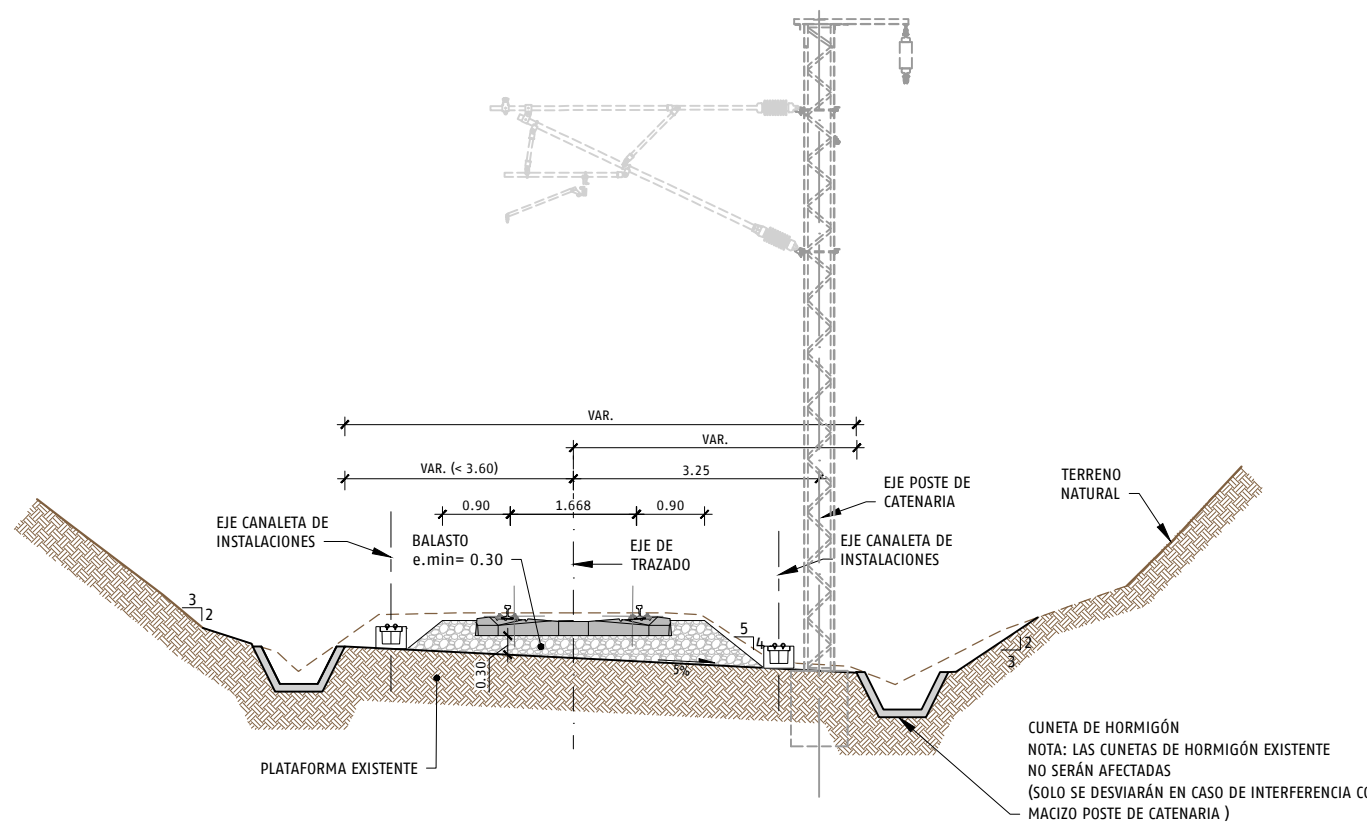 VAR.
VAR.
VAR. (< 3.60)
3.25
0.90
1.668
0.90
EJE POSTE DE
CATENARIA
TERRENO
NATURAL
EJE CANALETA DE
INSTALACIONES
BALASTO
e.min= 0.30
EJE DE
TRAZADO
EJE CANALETA DE
INSTALACIONES
3
2
5
4
2
3
0.30
5%
PLATAFORMA EXISTENTE
CUNETA DE HORMIGÓN
NOTA: LAS CUNETAS DE HORMIGÓN EXISTENTE
NO SERÁN AFECTADAS
(SOLO SE DESVIARÁN EN CASO DE INTERFERENCIA CO
MACIZO POSTE DE CATENARIA )